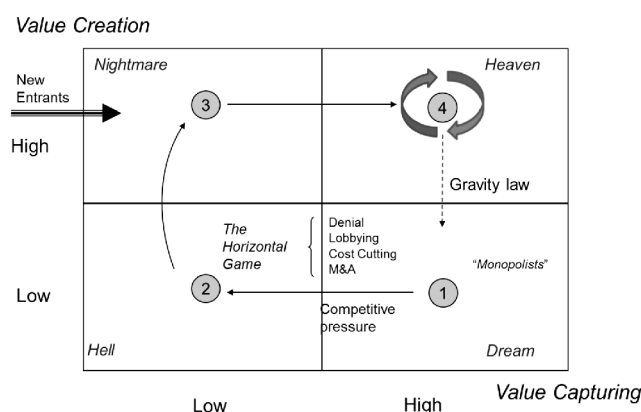 Value Creation
Nightmare
Heaven
New
Entrants
3
4
High
Gravity law
The
Horizontal
Game
Denial
Lobbying
Cost Cutting
M&A
"Monopolists"
Low
2
1
Competitive
pressure
Hell
Dream
Value Capturing
Low
High